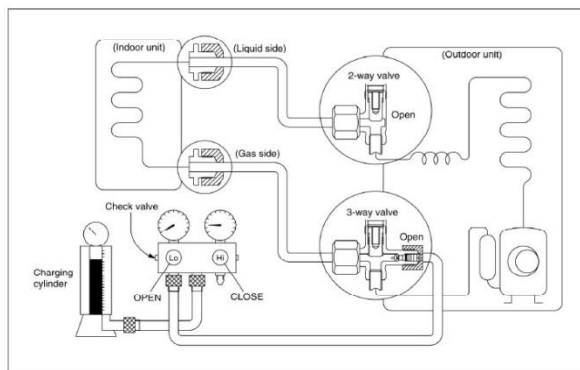 (Indoor unit)
(Liquid side)
(Outdoor unit)
2-way valve
Open
(Gas side)
Check valve
3-way valve
Open
Lo
Hi
Charging
cylinder
OPEN
CLOSE